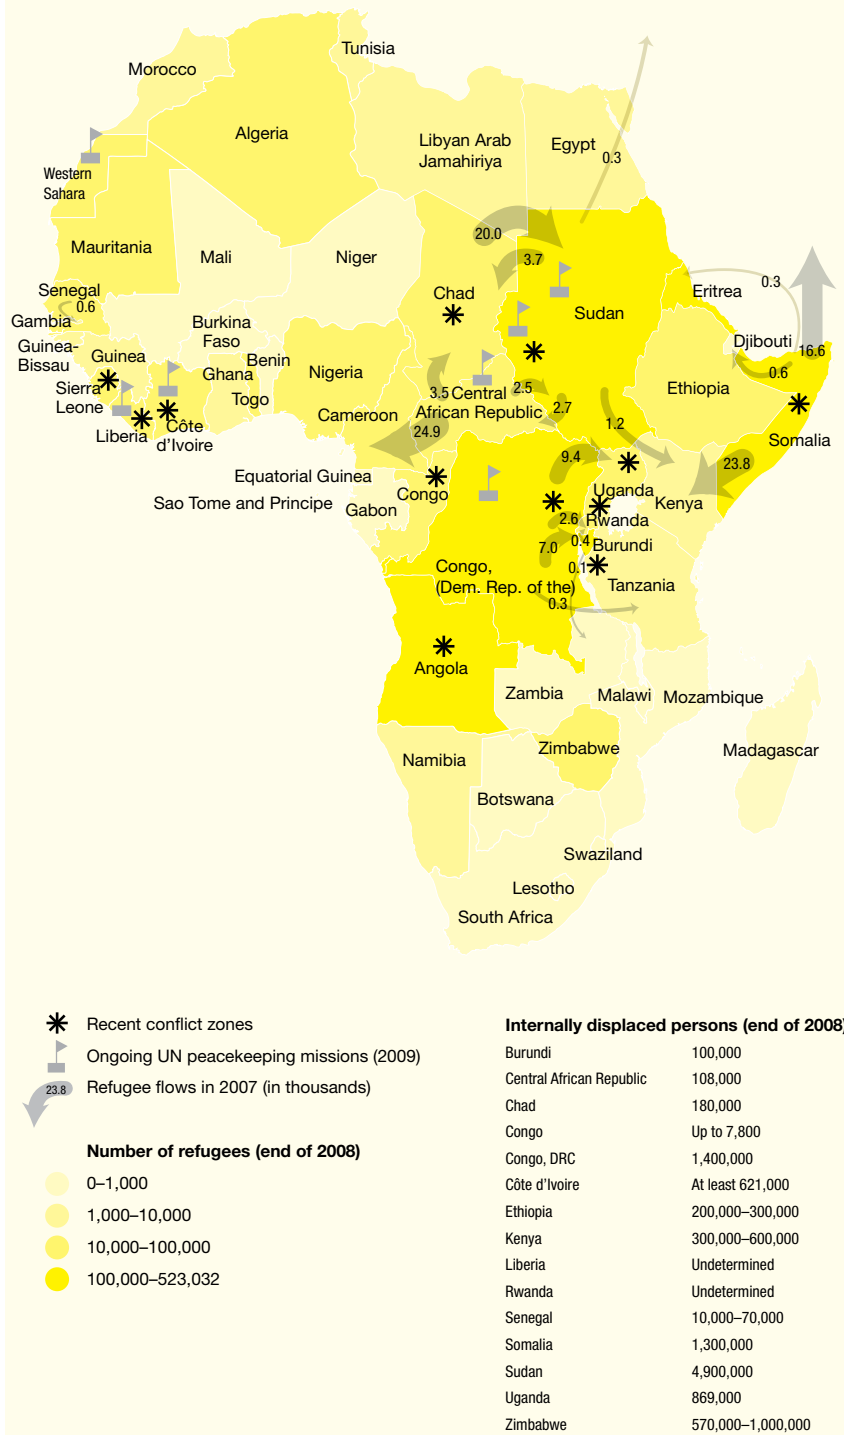 Tunisia
Morocco
Algeria
Libyan Arab
Jamahiriya
Egypt
0.3
Western
Sahara
Mauritania
Mali
Niger
20.0
3.7
0.3
Senegal
0.6
Chad
Sudan
Eritrea
Gambia
Burkina
Faso
Djibouti
Guinea-
Bissau
Guinea
Benin
Ghana
Nigeria
16.6
0.6
Sierra
Leone
Togo
3.5
Central
African Republic
2.5
2.7
Ethiopia
Cameroon
Côte
d'Ivoire
Liberia
24.9
1.2
Somalia
9.4
23.8
Equatorial Guinea
Sao Tome and Principe
Congo
Gabon
Uganda
Kenya
2.6
Rwanda
0.4
7.0
Burundi
0.1
Congo,
(Dem. Rep. of the)
Tanzania
0.3
Angola
Zambia
Malawi
Mozambique
Zimbabwe
Madagascar
Namibia
Botswana
Swaziland
Lesotho
South Africa
Recent conflict zones
Ongoing UN peacekeeping missions (2009)
23.8
Refugee flows in 2007 (in thousands)
Number of refugees (end of 2008)
0–1,000
1,000–10,000
10,000–100,000
100,000–523,032
Internally displaced persons (end of 2008)
Burundi 100,000
Central African Republic 108,000
Chad 180,000
Congo Up to 7,800
Congo, DRC 1,400,000
Côte d'Ivoire At least 621,000
Ethiopia 200,000–300,000
Kenya 300,000–600,000
Liberia Undetermined
Rwanda Undetermined
Senegal 10,000–70,000
Somalia 1,300,000
Sudan 4,900,000
Uganda 869,000
Zimbabwe 570,000–1,000,000